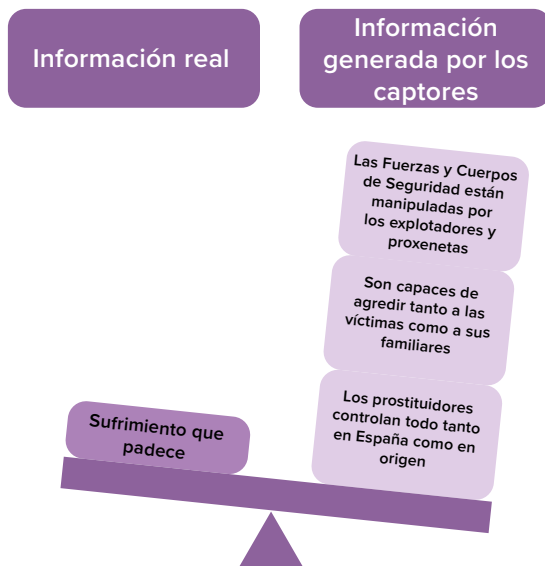 Información real
Información
generada por los
captores
Las Fuerzas y Cuerpos
de Seguridad están
manipuladas por
los explotadores y
proxenetas
Son capaces de
agredir tanto a las
víctimas como a sus
familiares
Los prostituidores
controlan todo tanto
en España como en
origen
Sufrimiento que
padece